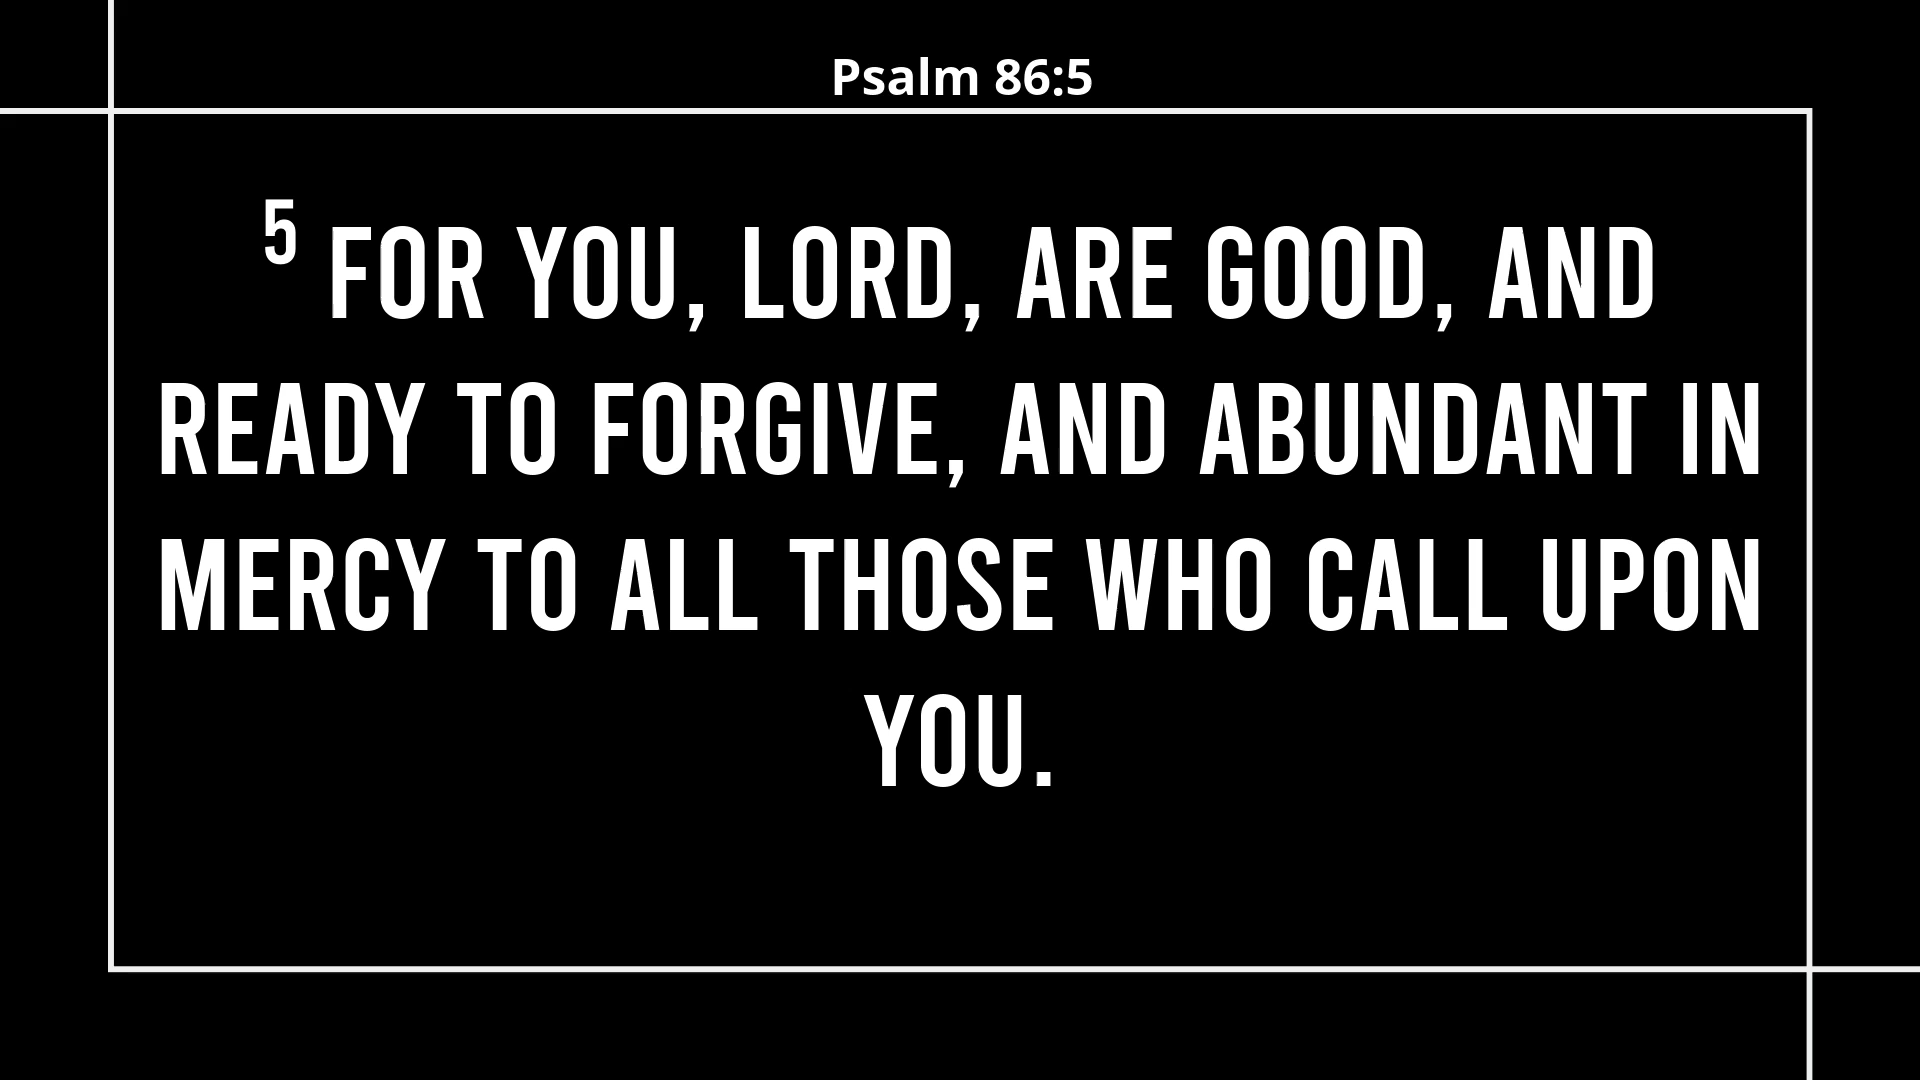 Psalm 86:5
5 FOR YOU, LORD, ARE GOOD, AND
READY TO FORGIVE, AND ABUNDANT IN
MERCY TO ALL THOSE WHO CALL UPON
YOU.